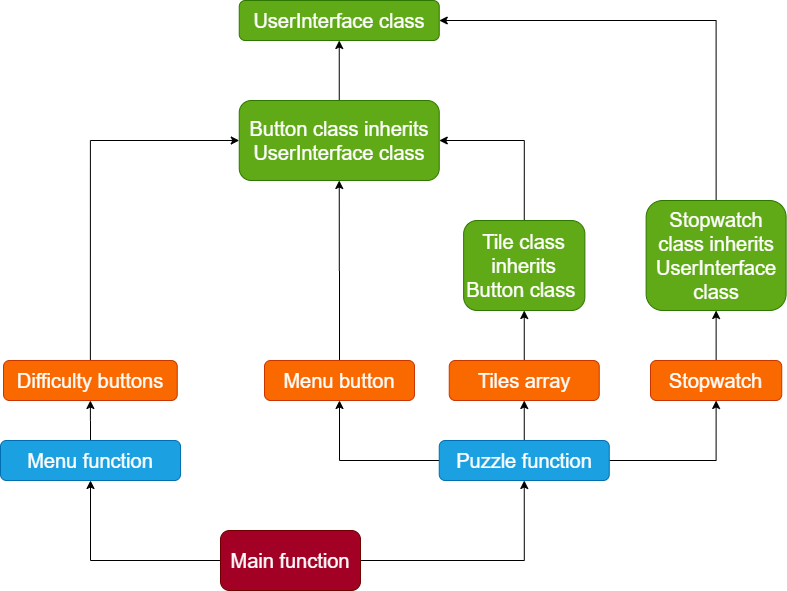 UserInterface class
Button class inherits
UserInterface class
Tile class
inherits
Button class
Stopwatch
class inherits
UserInterface
class
Difficulty buttons
Menu button
Tiles array
Stopwatch
Menu function
Puzzle function
Main function